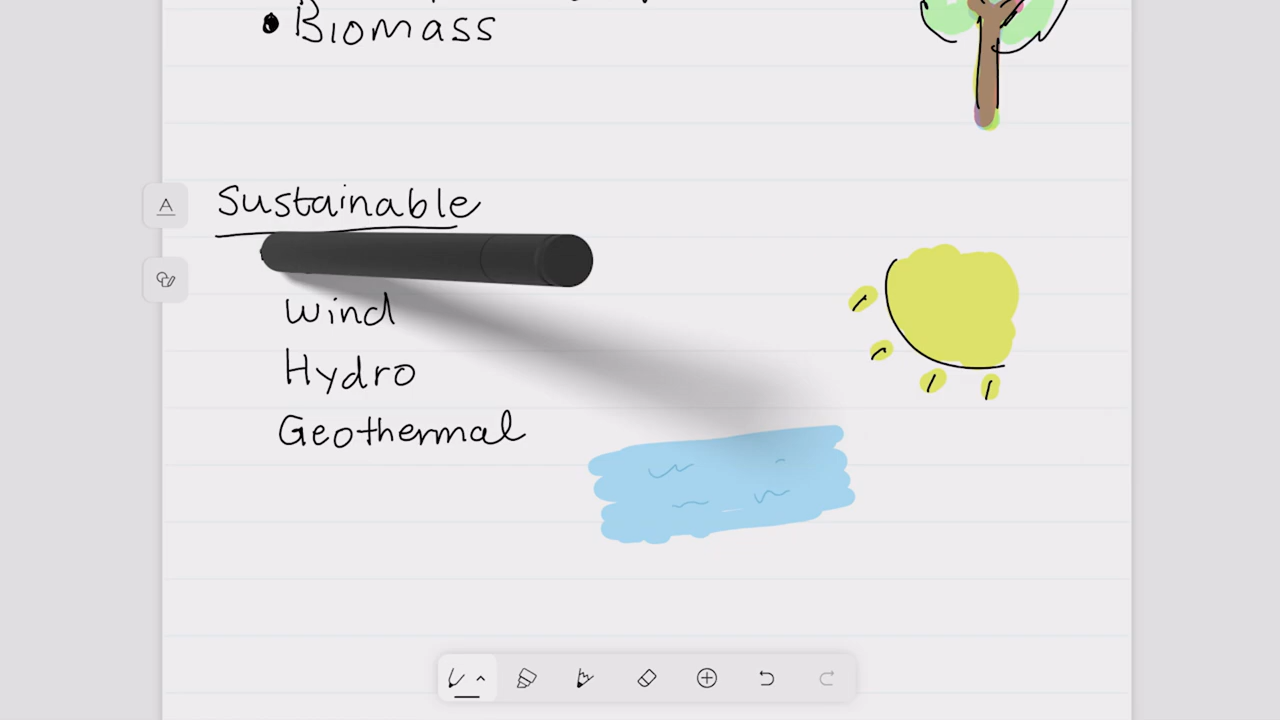 • Biomass
Sustainable
Wind
Hydro
Geothermal
A